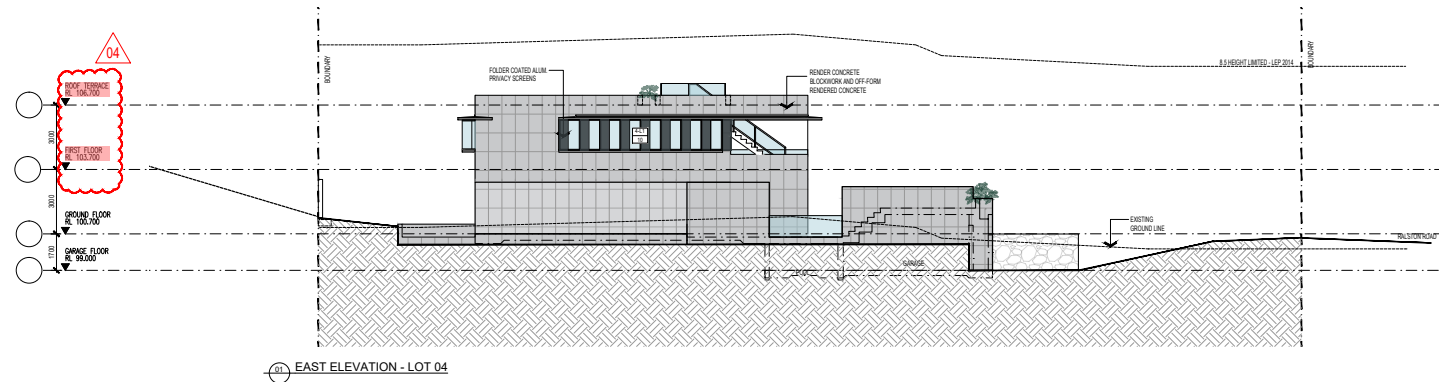 04
ROOF TERRACE
RL 106.700
3000
FIRST FLOOR
RL 103.700
3000
GROUND FLOOR
RL 100.700
1700
GARAGE FLOOR
RL 99.000
BOUNDARY
FOLDER COATED ALUM.
PRIVACY SCREENS
RENDER CONCRETE
BLOCKWORK AND OFF-FORM
RENDERED CONCRETE
8.5 HEIGHT LIMITED - LEP 2014
BOUNDARY
EXISTING
GROUND LINE
RALSTON ROAD
POOL
GARAGE
01 EAST ELEVATION - LOT 04